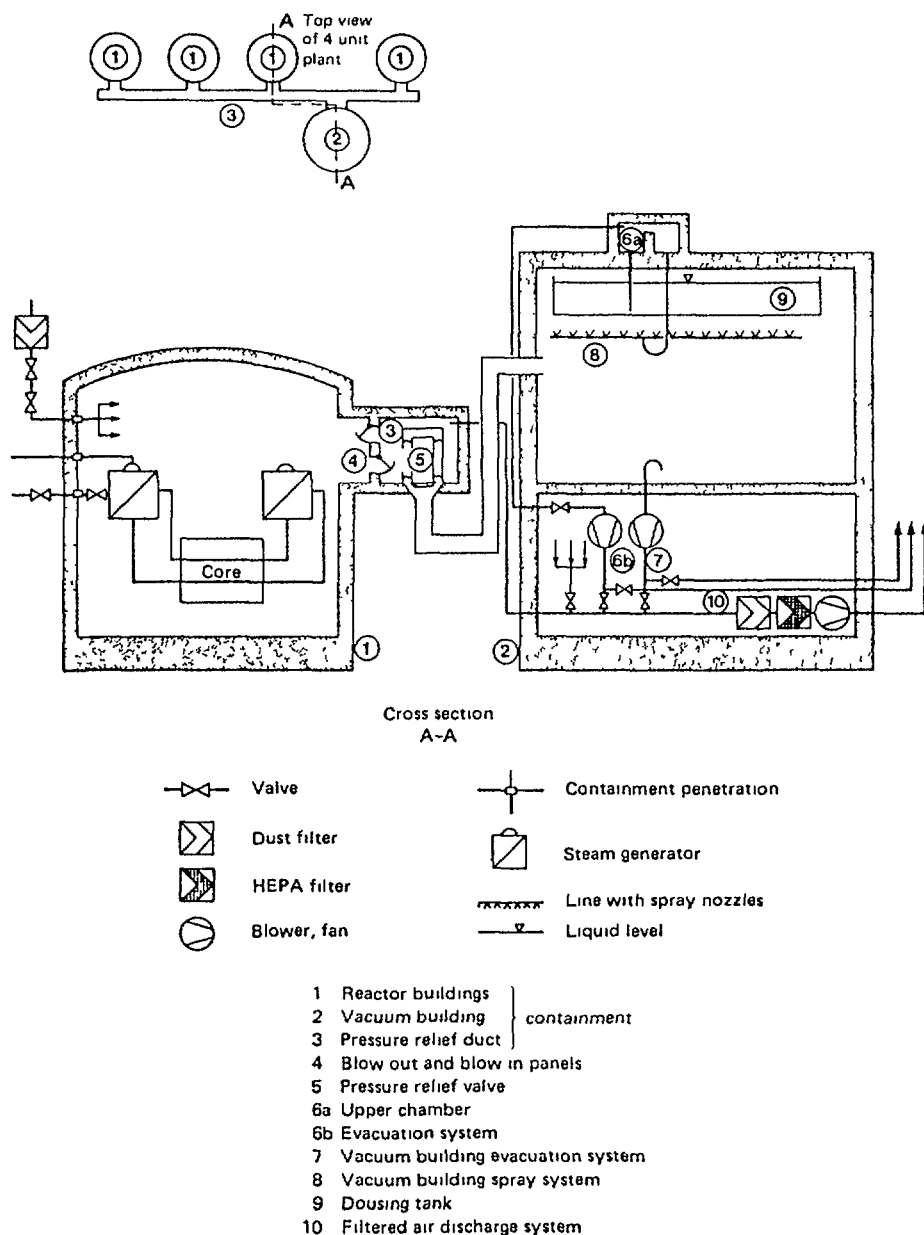 A Top view
of 4 unit
plant
1 1 1 1
3
2
A
6a
9
8
3
4
5
Core
6b
7
10
1
2
Cross section
A–A
Valve
Containment penetration
Dust filter
Steam generator
HEPA filter
Line with spray nozzles
Blower, fan
Liquid level
1 Reactor buildings
2 Vacuum building
3 Pressure relief duct
containment
4 Blow out and blow in panels
5 Pressure relief valve
6a Upper chamber
6b Evacuation system
7 Vacuum building evacuation system
8 Vacuum building spray system
9 Dousing tank
10 Filtered air discharge system